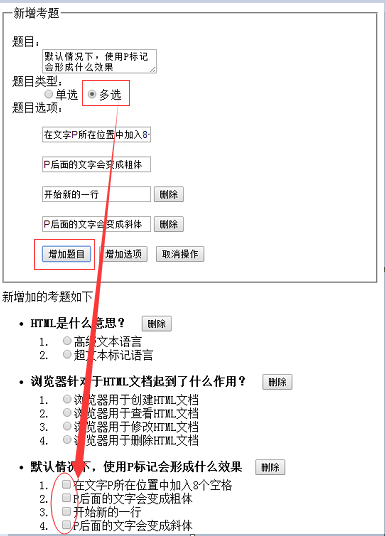 新增考题
题目：
默认情况下，使用P标记
会形成什么效果
题目类型：
单选 多选
题目选项：
在文字P所在位置中加入8
P后面的文字会变成粗体
开始新的一行 删除
P后面的文字会变成斜体 删除
增加题目 增加选项 取消操作
新增加的考题如下
• HTML是什么意思？ 删除
1. 高级文本语言
2. 超文本标记语言
• 浏览器针对于HTML文档起到了什么作用？ 删除
1. 浏览器用于创建HTML文档
2. 浏览器用于查看HTML文档
3. 浏览器用于修改HTML文档
4. 浏览器用于删除HTML文档
• 默认情况下，使用P标记会形成什么效果 删除
1. 在文字P所在位置中加入8个空格
2. P后面的文字会变成粗体
3. 开始新的一行
4. P后面的文字会变成斜体